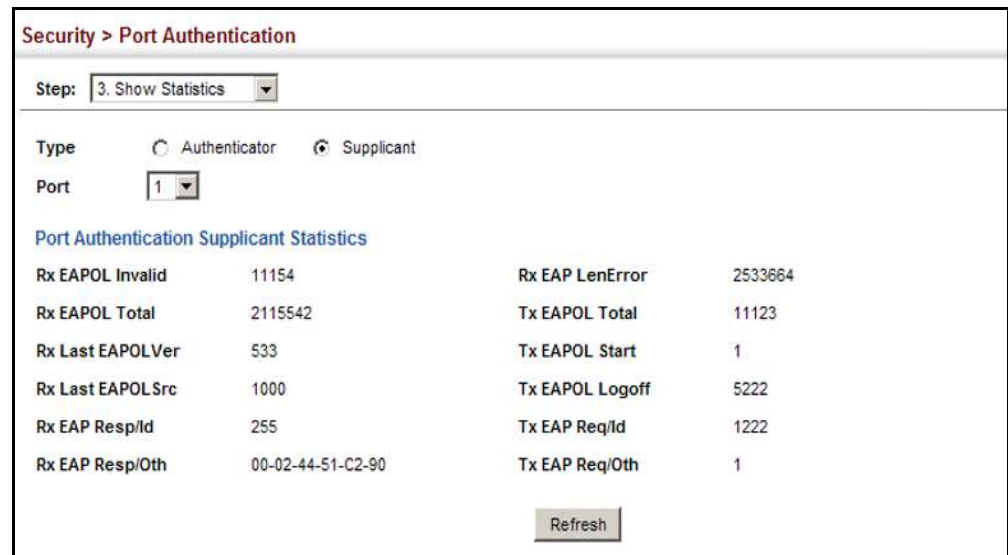 Security > Port Authentication
Step: 3. Show Statistics
Type Authenticator Supplicant
Port 1
Port Authentication Supplicant Statistics
Rx EAPOL Invalid 11154 Rx EAP LenError 2533664
Rx EAPOL Total 2115542 Tx EAPOL Total 11123
Rx Last EAPOLVer 533 Tx EAPOL Start 1
Rx Last EAPOLSrc 1000 Tx EAPOL Logoff 5222
Rx EAP Resp/Id 255 Tx EAP Req/Id 1222
Rx EAP Resp/Oth 00-02-44-51-C2-90 Tx EAP Req/Oth 1
Refresh